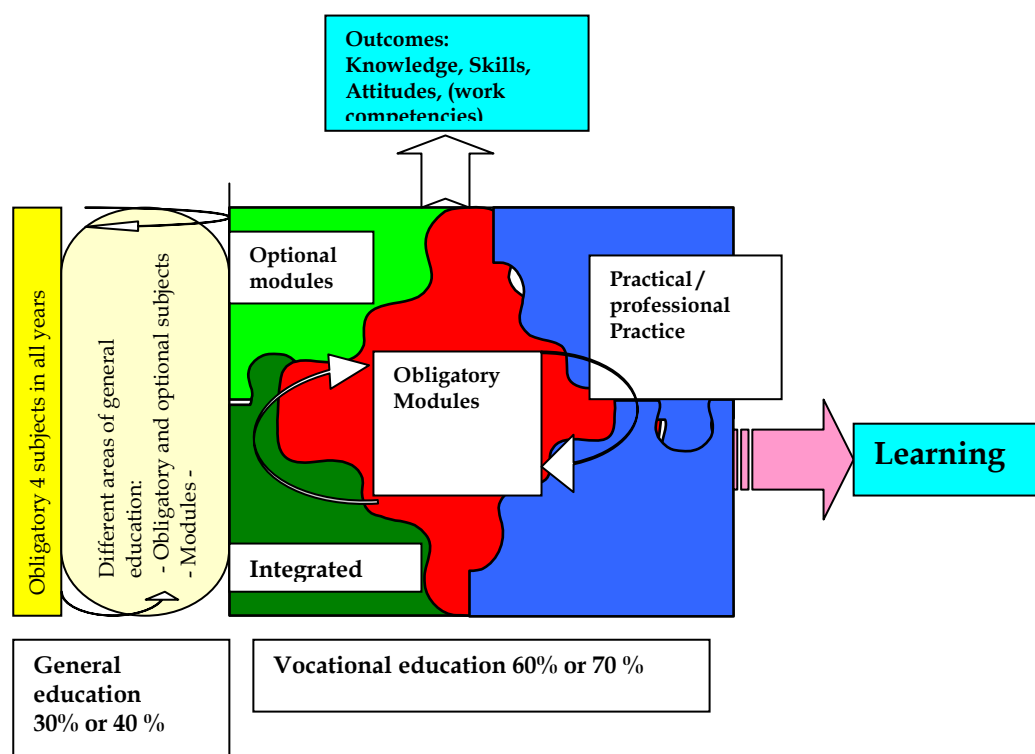 Outcomes:
Knowledge, Skills,
Attitudes, (work
competencies)
Obligatory 4 subjects in all years
Different areas of general
education:
- Obligatory and optional subjects
- Modules -
Optional
modules
Practical/
professional
Practice
Obligatory
Modules
Learning
Integrated
General
education
30% or 40 %
Vocational education 60% or 70 %